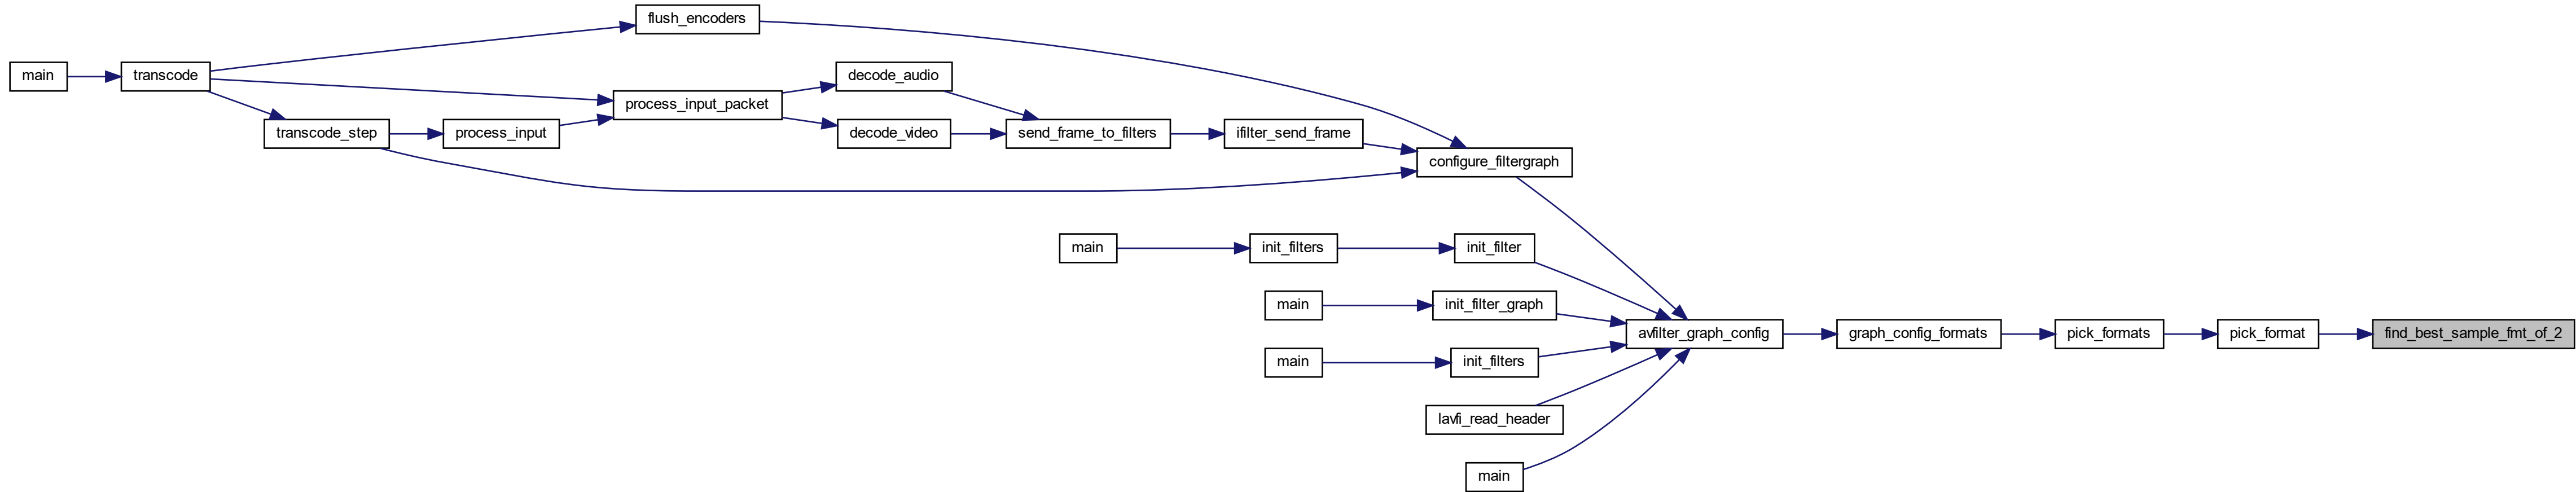 flush_encoders
main
transcode
decode_audio
process_input_packet
transcode_step
process_input
decode_video
send_frame_to_filters
ifilter_send_frame
configure_filtergraph
main
init_filters
init_filter
main
init_filter_graph
avfilter_graph_config
graph_config_formats
pick_formats
pick_format
find_best_sample_fmt_of_2
main
init_filters
lavfi_read_header
main